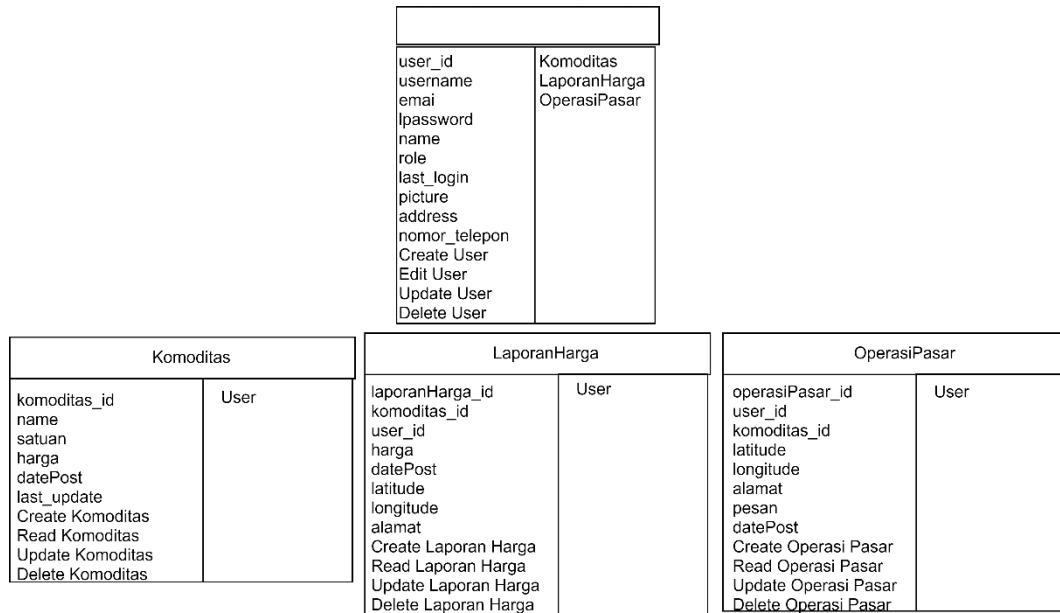 user_id
username
emai
lpassword
name
role
last_login
picture
address
nomor_telepon
Create User
Edit User
Update User
Delete User
Komoditas
LaporanHarga
OperasiPasar
Komoditas
komoditas_id
name
satuan
harga
datePost
last_update
Create Komoditas
Read Komoditas
Update Komoditas
Delete Komoditas
User
LaporanHarga
laporanHarga_id
komoditas_id
user_id
harga
datePost
latitude
longitude
alamat
Create Laporan Harga
Read Laporan Harga
Update Laporan Harga
Delete Laporan Harga
User
OperasiPasar
operasiPasar_id
user_id
komoditas_id
latitude
longitude
alamat
pesan
datePost
Create Operasi Pasar
Read Operasi Pasar
Update Operasi Pasar
Delete Operasi Pasar
User